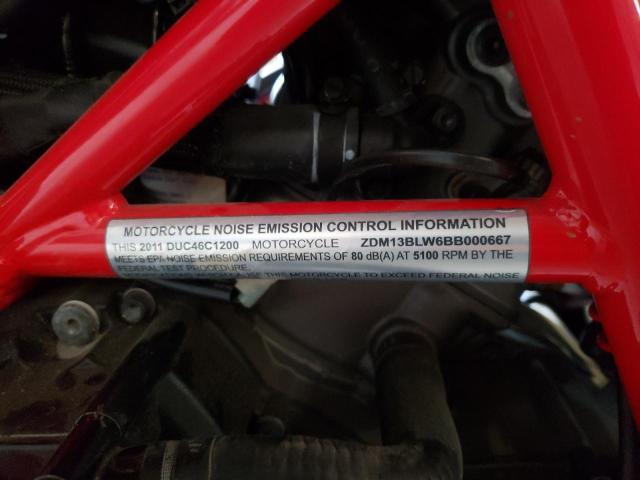 MOTORCYCLE NOISE EMISSION CONTROL INFORMATION
THIS 2011 DUC46C1200 MOTORCYCLE ZDM13BLW6BB000667
MEETS EPA NOISE EMISSION REQUIREMENTS OF 80 dB(A) AT 5100 RPM BY THE
FEDERAL TEST PROCEDURE.
THIS MOTORCYCLE TO EXCEED FEDERAL NOISE